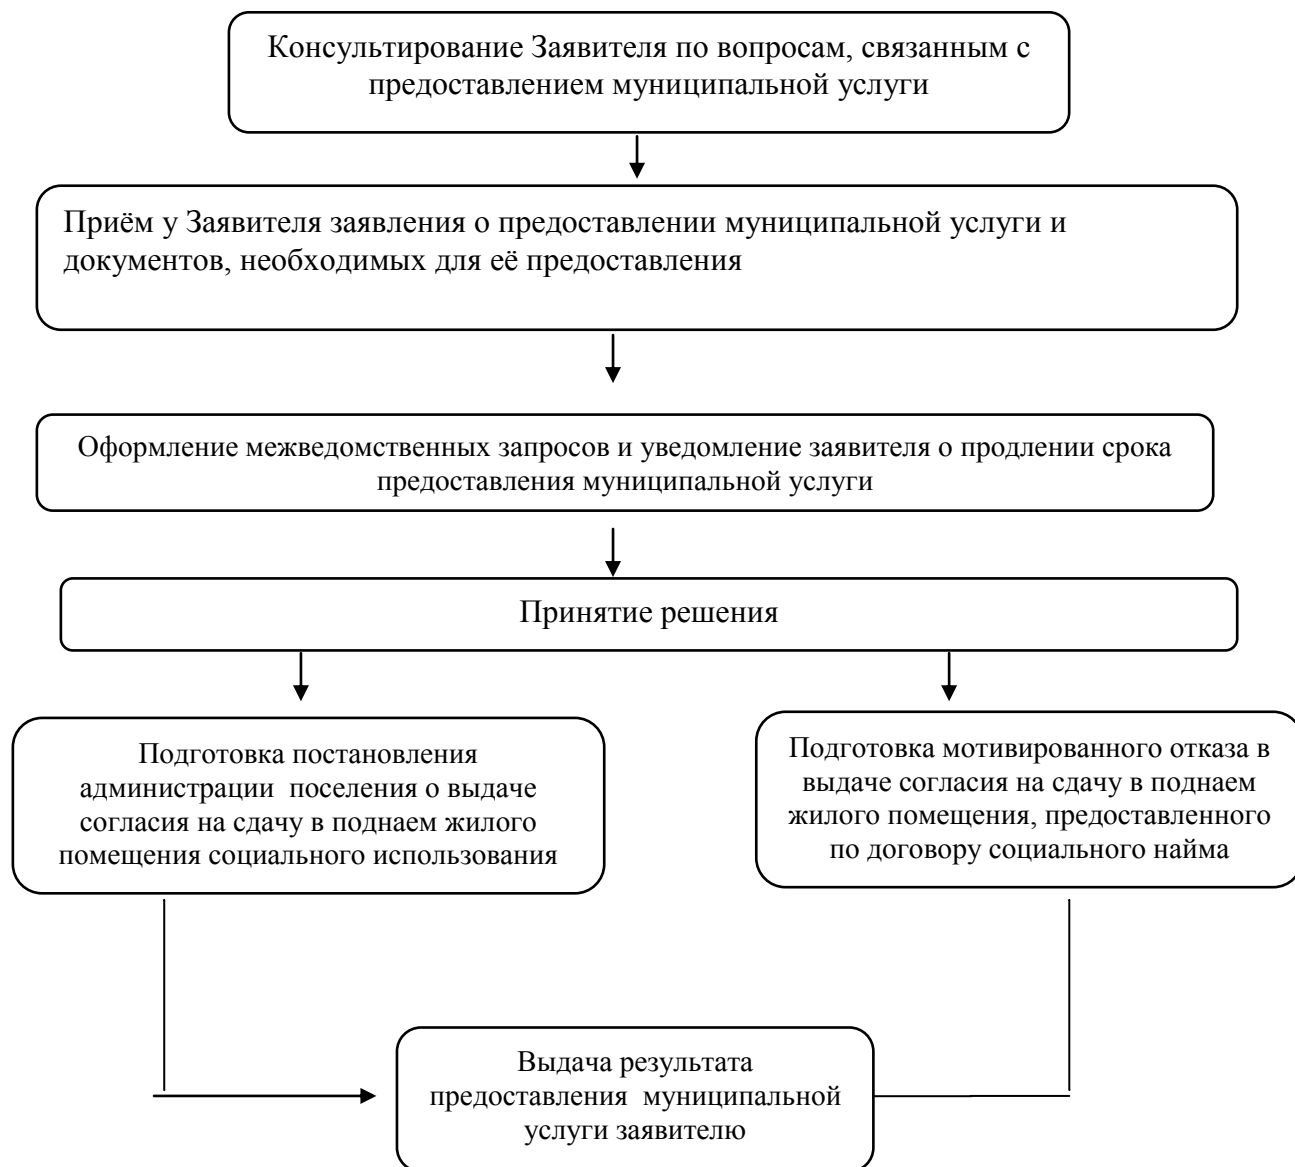 Консультирование Заявителя по вопросам, связанным с
предоставлением муниципальной услуги
Приём у Заявителя заявления о предоставлении муниципальной услуги и
документов, необходимых для её предоставления
Оформление межведомственных запросов и уведомление заявителя о продлении срока
предоставления муниципальной услуги
Принятие решения
Подготовка постановления
администрации поселения о выдаче
согласия на сдачу в поднаем жилого
помещения социального использования
Подготовка мотивированного отказа в
выдаче согласия на сдачу в поднаем
жилого помещения, предоставленного
по договору социального найма
Выдача результата
предоставления муниципальной
услуги заявителю